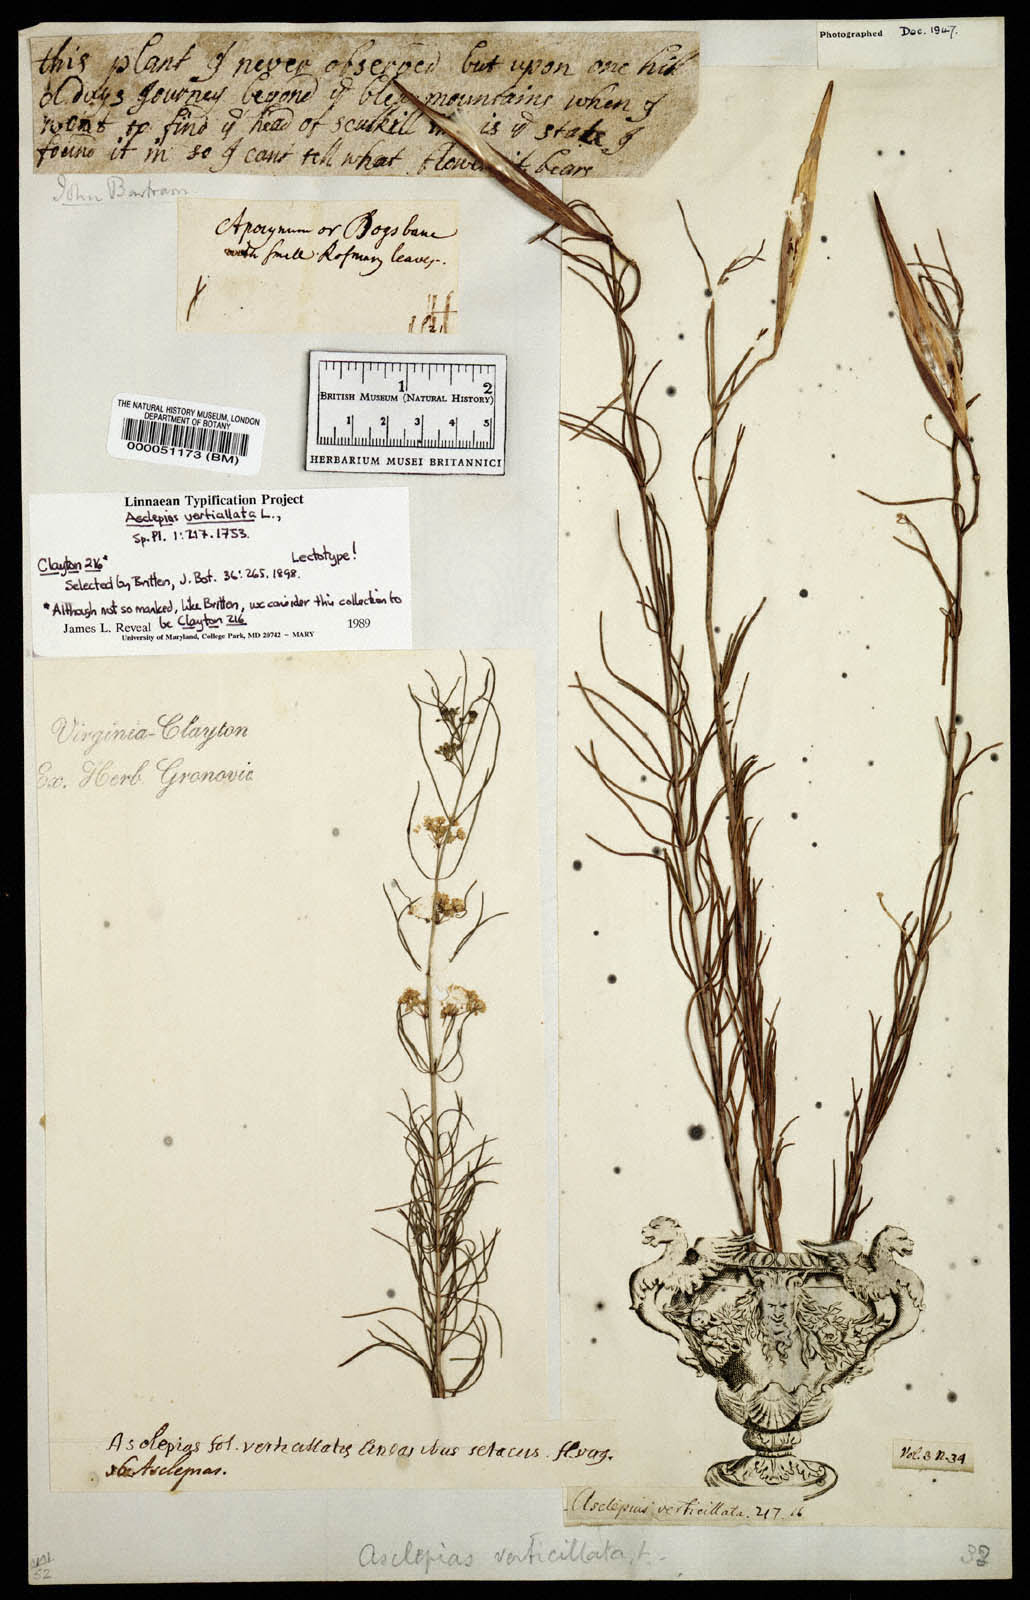 Photographed Dec. 1947.
this plant I never observed but upon one hill
days Journey beyond ye blew mountains when I
went to find ye head of sculkill is ye state I
found it in so I cant tell what flower it bears
John Bartram
Apocynum or Dogsbane
with small Rosmary leaves.
1 2
British Museum (Natural History)
1 2 3 4 5
HERBARIUM MUSEI BRITANNICI
THE NATURAL HISTORY MUSEUM, LONDON
DEPARTMENT OF BOTANY
000051173 (BM)
Linnaean Typification Project
Asclepias verticillata L.,
Sp. Pl. 1: 217. 1753.
Clayton 216* Lectotype!
Selected by Britten, J. Bot. 36: 265. 1898.
*Although not so marked, like Britten, we consider this collection to
be Clayton 216
James L. Reveal 1989
University of Maryland, College Park, MD 20742 – MARY
Virginia-Clayton
Ex. Herb. Gronovii
Asclepias fol. verticillatis linearibus setaceis. fl. virg.
Asclepias.
Vol. 3 N. 34
Asclepias verticillata. 217. 16
Asclepias verticillata, L.
32
52